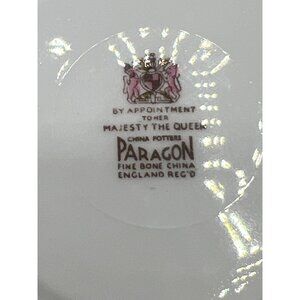 BY APPOINTMENT
TO HER
MAJESTY THE QUEEN
CHINA POTTERS
PARAGON
FINE BONE CHINA
ENGLAND REG'D